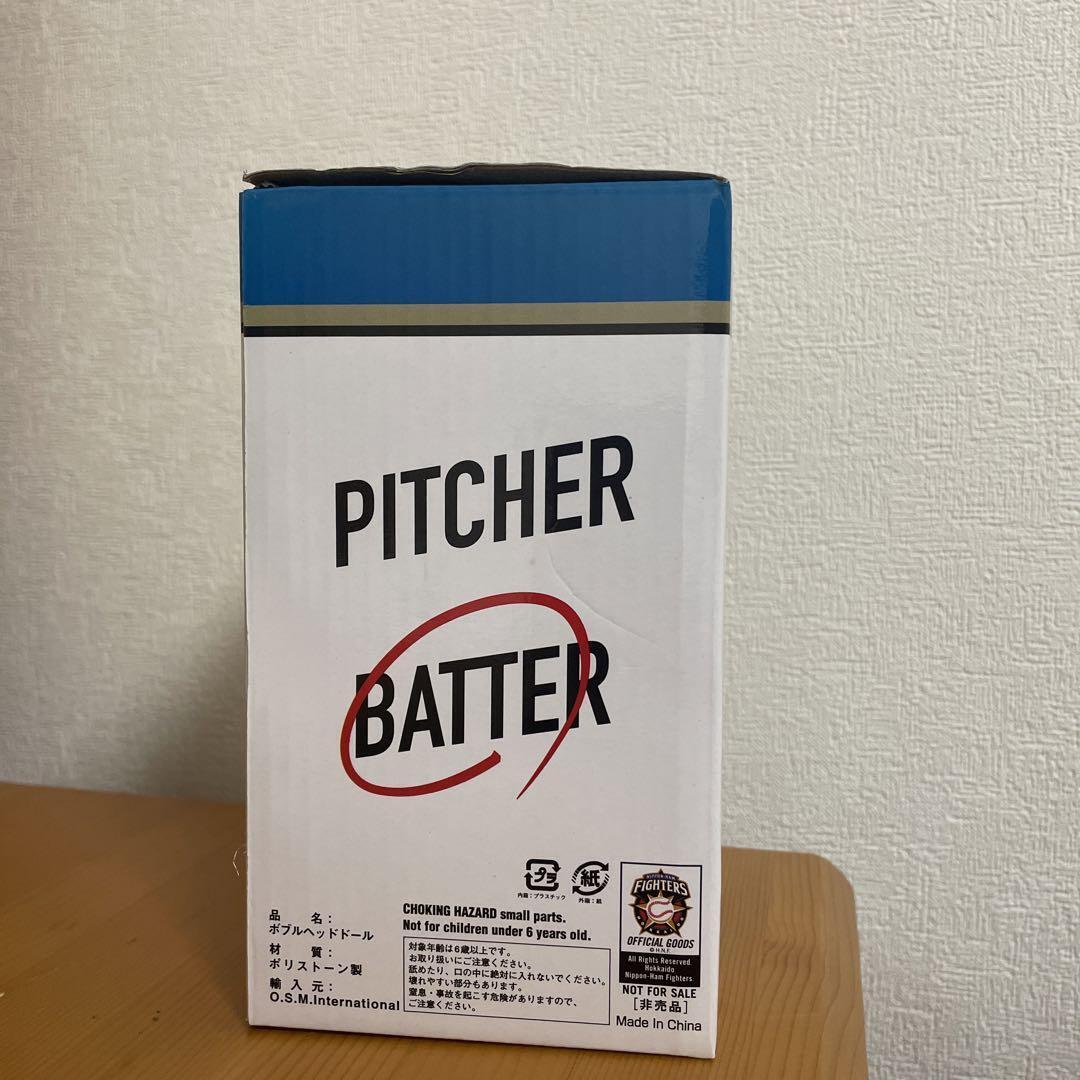 PITCHER
BATTER
プラ
内箱：プラスチック
紙
外箱：紙
品 名：
ボブルヘッドドール
材 質：
ポリストーン製
輸 入 元：
O.S.M.International
CHOKING HAZARD small parts.
Not for children under 6 years old.
対象年齢は6歳以上です。
お取り扱いにご注意ください。
舐めたり、口の中に絶対に入れないでください。
壊れやすい部分もあります。
窒息・事故を起こす危険がありますので、
ご注意ください。
NIPPON-HAM
FIGHTERS
OFFICIAL GOODS
© H.N.F.
All Rights Reserved.
Hokkaido
Nippon-Ham Fighters
NOT FOR SALE
［非売品］
Made In China